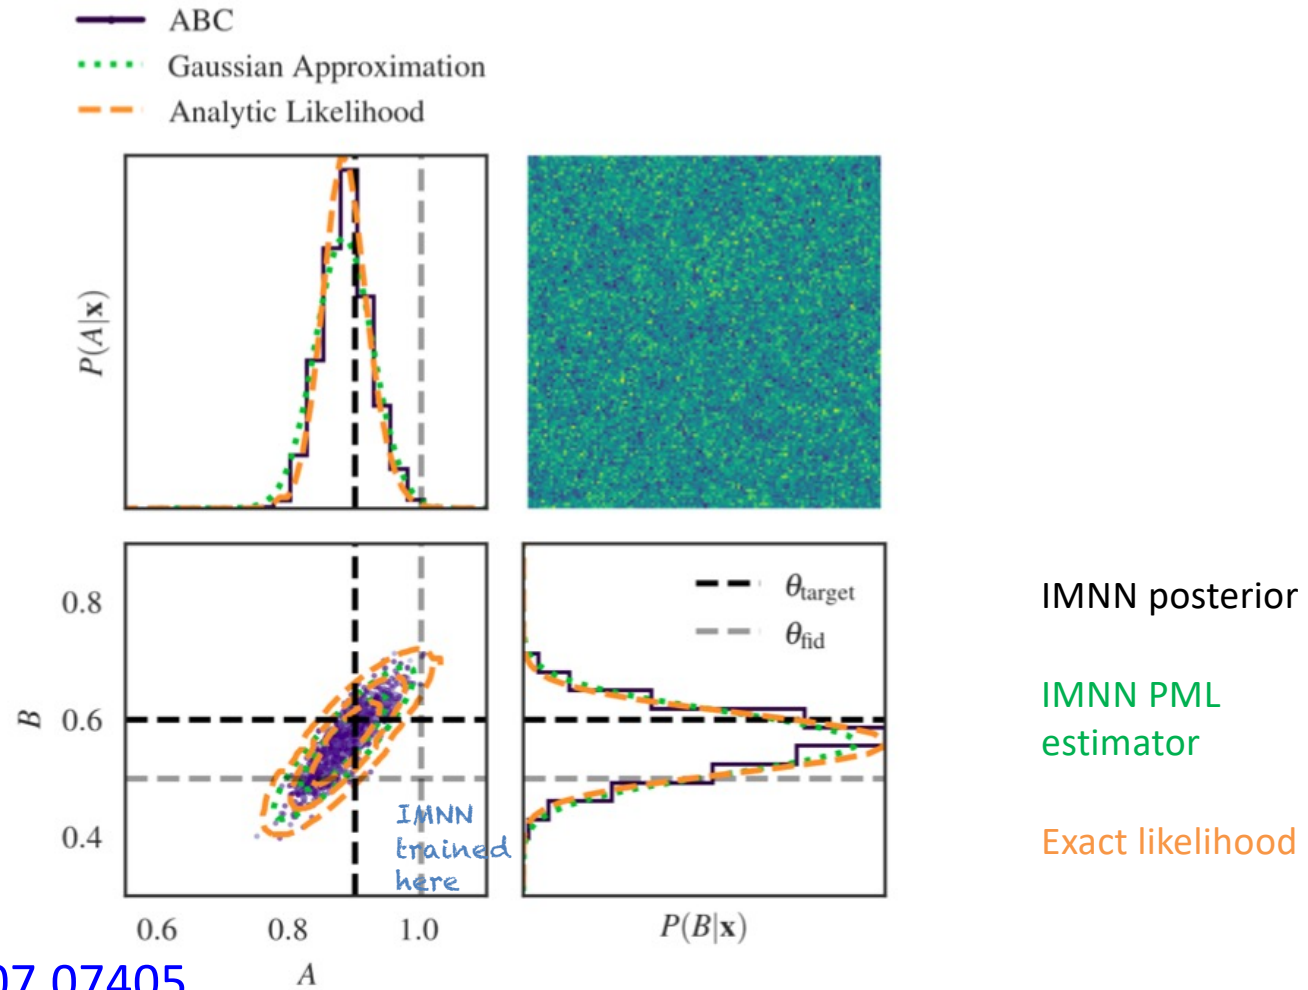 ABC
Gaussian Approximation
Analytic Likelihood
P(A|x)
θtarget
θfid
0.8
0.6
0.4
B
IMNN
trained
here
0.6 0.8 1.0
A
P(B|x)
IMNN posterior
IMNN PML
estimator
Exact likelihood
07.07405